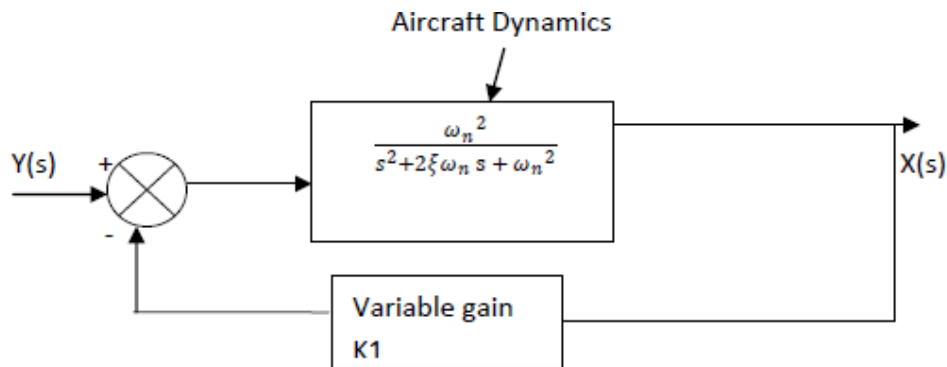 Aircraft Dynamics
Y(s)
+
-
ωₙ²
s²+2ξωₙ s + ωₙ²
X(s)
Variable gain
K1